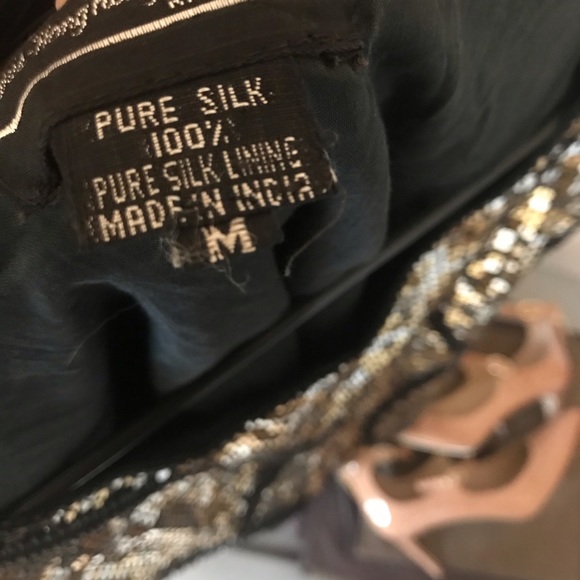 PURE SILK
100%
PURE SILK LINING
MADE IN INDIA
M